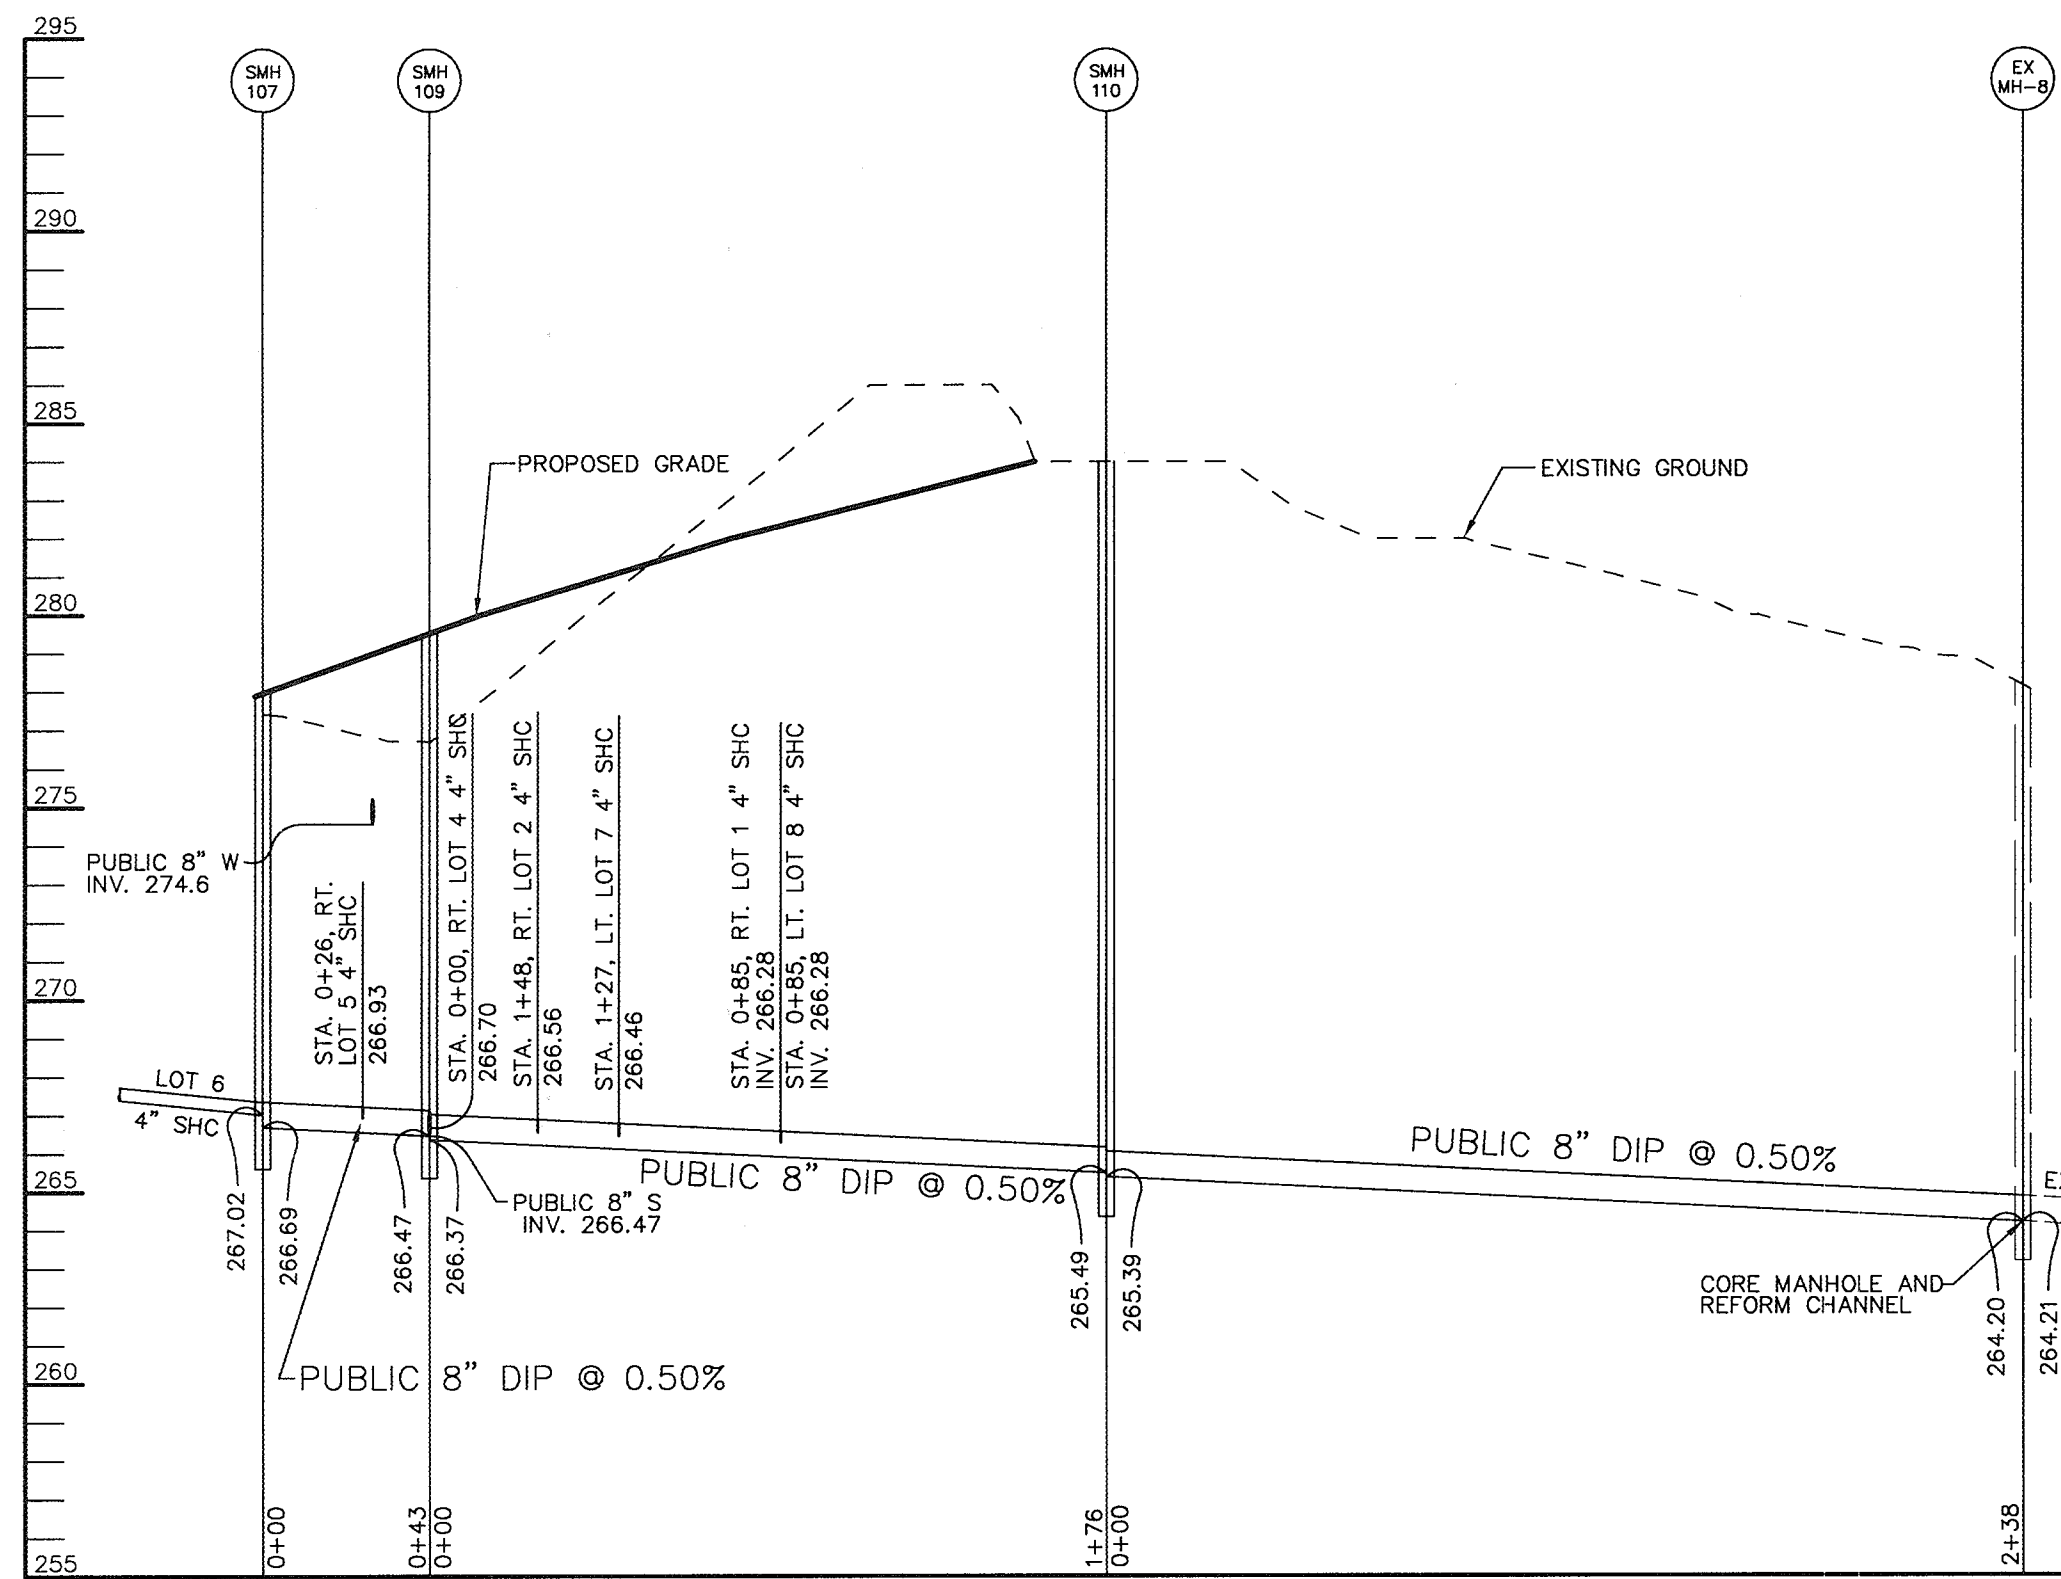 295
290
285
280
275
270
265
260
255
SMH
107
SMH
109
SMH
110
EX
MH-8
PROPOSED GRADE
EXISTING GROUND
PUBLIC 8" W
INV. 274.6
STA. 0+26, RT.
LOT 5 4" SHC
266.93
STA. 0+00, RT. LOT 4 4" SHC
266.70
STA. 1+48, RT. LOT 2 4" SHC
266.56
STA. 1+27, LT. LOT 7 4" SHC
266.46
STA. 0+85, RT. LOT 1 4" SHC
INV. 266.28
STA. 0+85, LT. LOT 8 4" SHC
INV. 266.28
LOT 6
4" SHC
267.02
266.69
266.47
266.37
PUBLIC 8" S
INV. 266.47
PUBLIC 8" DIP @ 0.50%
PUBLIC 8" DIP @ 0.50%
PUBLIC 8" DIP @ 0.50%
265.49
265.39
CORE MANHOLE AND
REFORM CHANNEL
264.20
264.21
0+00
0+43
0+00
1+76
0+00
2+38